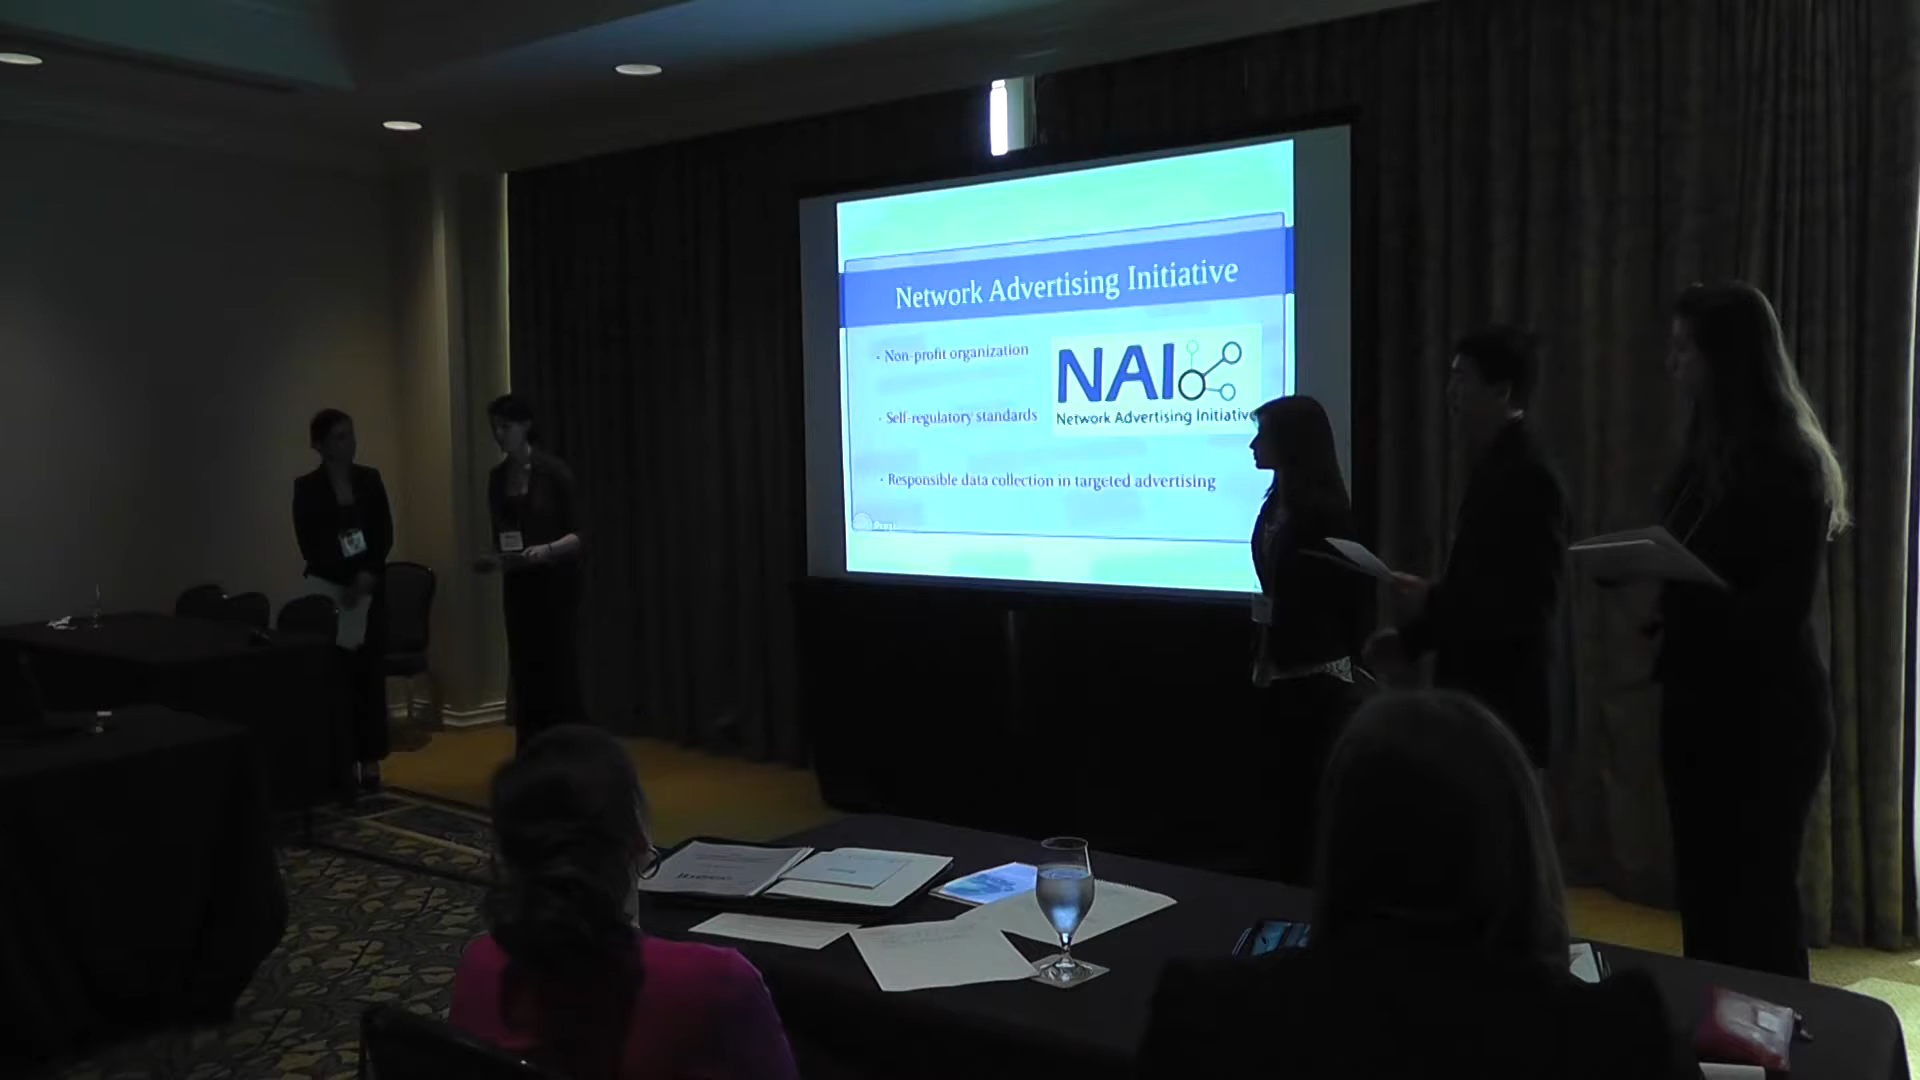 Network Advertising Initiative
· Non-profit organization
NAI
Network Advertising Initiative
· Self-regulatory standards
· Responsible data collection in targeted advertising
Prezi